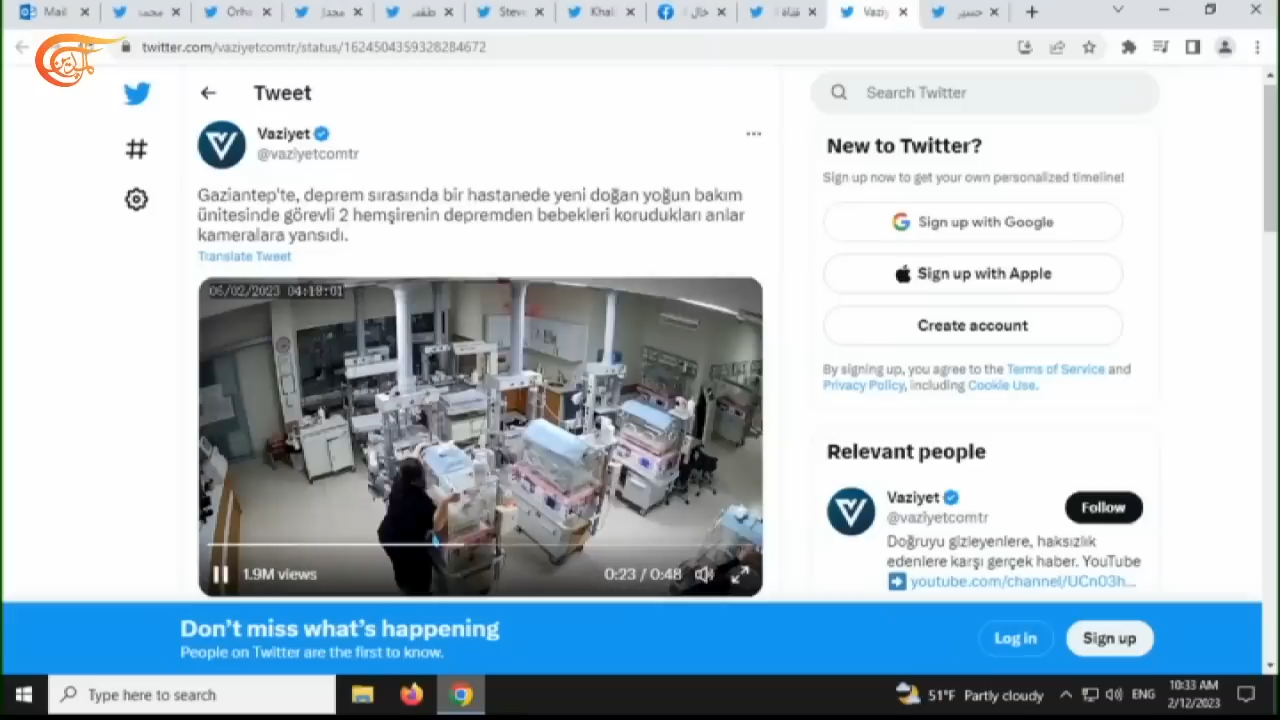 Mail
Orha
Steve
Khal
Vaziy
twitter.com/vaziyetcomtr/status/1624504359328284672
Tweet
Vaziyet
@vaziyetcomtr
Gaziantep'te, deprem sırasında bir hastanede yeni doğan yoğun bakım
ünitesinde görevli 2 hemşirenin depremden bebekleri korudukları anlar
kameralara yansıdı.
Translate Tweet
06/02/2023 04:18:01
1.9M views
0:23 / 0:48
Search Twitter
New to Twitter?
Sign up now to get your own personalized timeline!
Sign up with Google
Sign up with Apple
Create account
By signing up, you agree to the Terms of Service and
Privacy Policy, including Cookie Use.
Relevant people
Vaziyet
@vaziyetcomtr
Follow
Doğruyu gizleyenlere, haksızlık
edenlere karşı gerçek haber. YouTube
youtube.com/channel/UCn03h...
Don't miss what's happening
People on Twitter are the first to know.
Log in
Sign up
Type here to search
51°F Partly cloudy
ENG
10:33 AM
2/12/2023